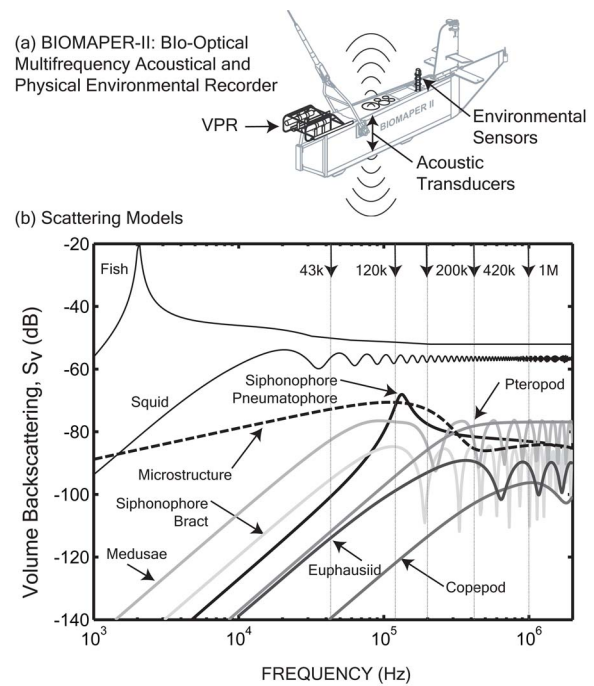 (a) BIOMAPER-II: BIo-Optical
Multifrequency Acoustical and
Physical Environmental Recorder
VPR
BIOMAPER II
Environmental
Sensors
Acoustic
Transducers
(b) Scattering Models
Volume Backscattering, Sv (dB)
-20
-40
-60
-80
-100
-120
-140
Fish
43k
120k
200k
420k
1M
Siphonophore
Pneumatophore
Pteropod
Squid
Microstructure
Siphonophore
Bract
Medusae
Euphausiid
Copepod
10^3
10^4
10^5
10^6
FREQUENCY (Hz)